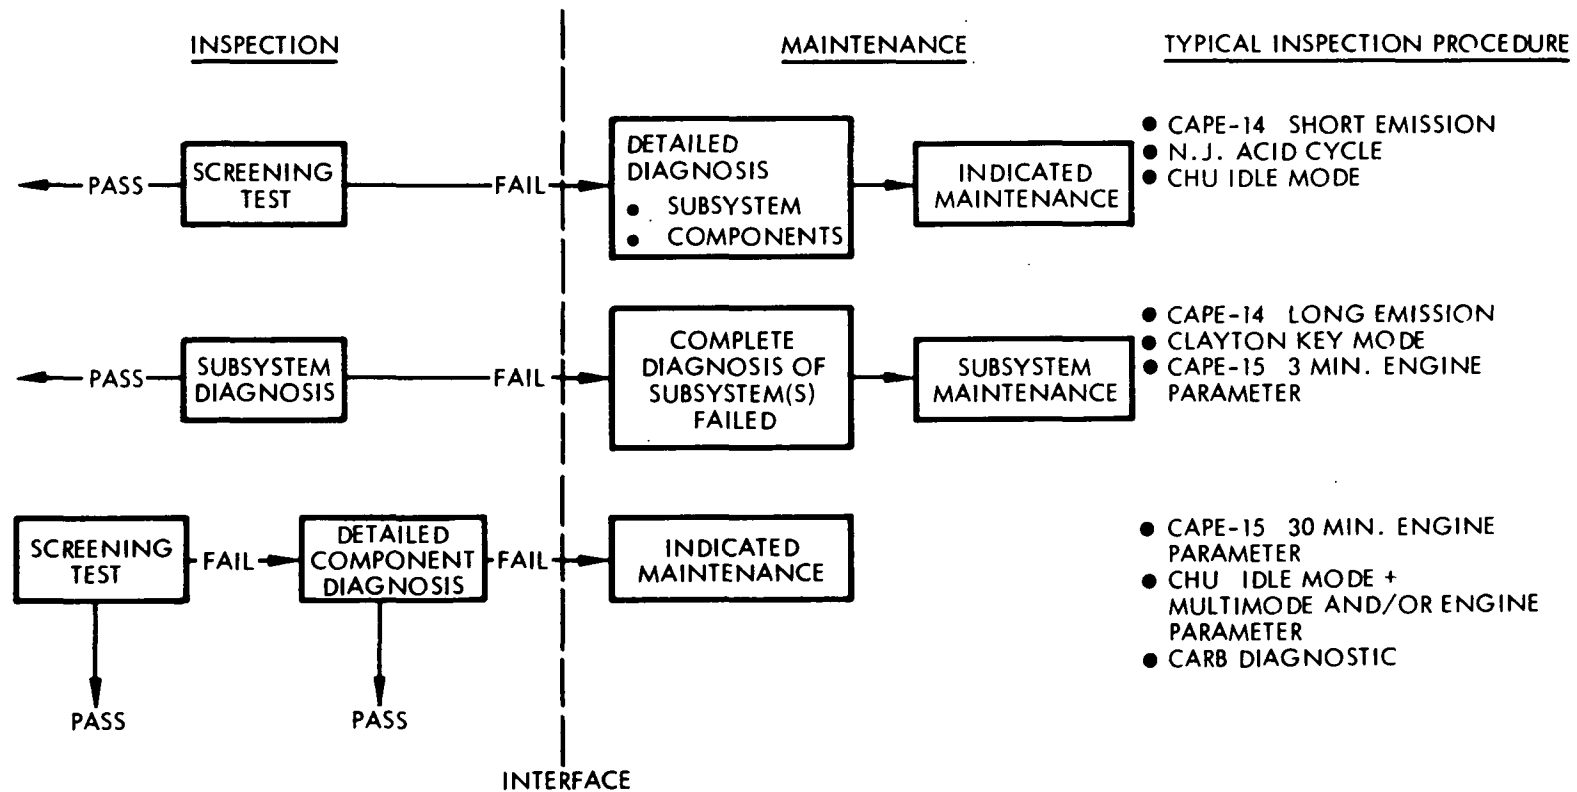 INSPECTION
MAINTENANCE
TYPICAL INSPECTION PROCEDURE
PASS
SCREENING
TEST
FAIL
DETAILED
DIAGNOSIS
● SUBSYSTEM
● COMPONENTS
INDICATED
MAINTENANCE
● CAPE-14 SHORT EMISSION
● N.J. ACID CYCLE
● CHU IDLE MODE
PASS
SUBSYSTEM
DIAGNOSIS
FAIL
COMPLETE
DIAGNOSIS OF
SUBSYSTEM(S)
FAILED
SUBSYSTEM
MAINTENANCE
● CAPE-14 LONG EMISSION
● CLAYTON KEY MODE
● CAPE-15 3 MIN. ENGINE
PARAMETER
SCREENING
TEST
FAIL
DETAILED
COMPONENT
DIAGNOSIS
FAIL
INDICATED
MAINTENANCE
● CAPE-15 30 MIN. ENGINE
PARAMETER
● CHU IDLE MODE +
MULTIMODE AND/OR ENGINE
PARAMETER
● CARB DIAGNOSTIC
PASS
PASS
INTERFACE